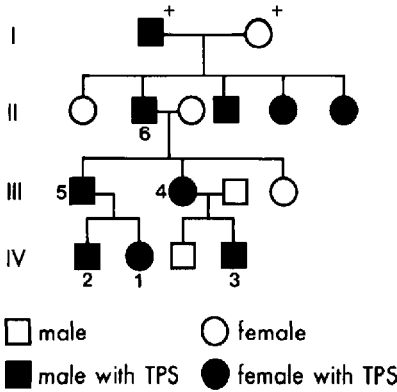 + +
I
II
6
III 5 4
IV
2 1 3
male female
male with TPS female with TPS